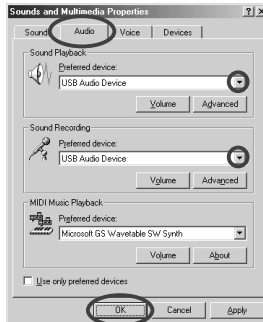 Sounds and Multimedia Properties
Sounds Audio Voice Devices
Sound Playback
Preferred device:
USB Audio Device
Volume Advanced
Sound Recording
Preferred device:
USB Audio Device
Volume Advanced
MIDI Music Playback
Preferred device:
Microsoft GS Wavetable SW Synth
Volume About
Use only preferred devices
OK Cancel Apply